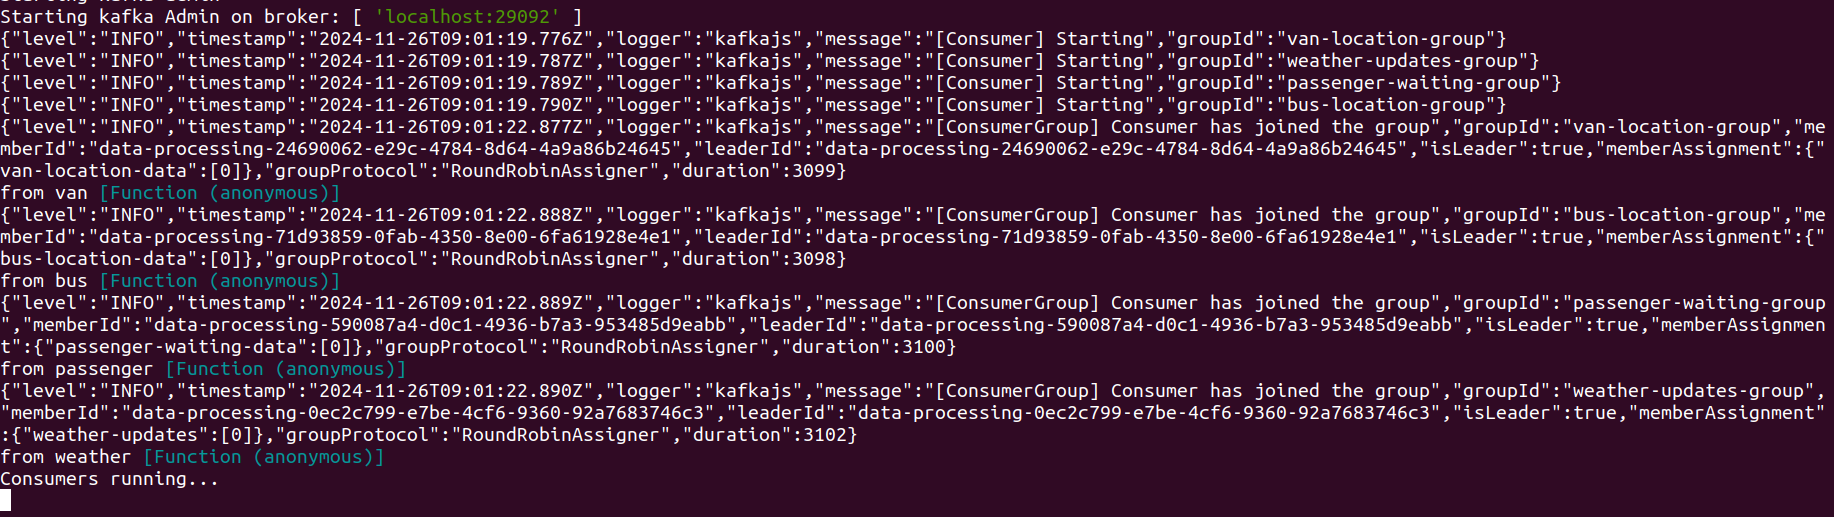 Starting kafka Admin on broker: [ 'localhost:29092' ]
{"level":"INFO","timestamp":"2024-11-26T09:01:19.776Z","logger":"kafkajs","message":"[Consumer] Starting","groupId":"van-location-group"}
{"level":"INFO","timestamp":"2024-11-26T09:01:19.787Z","logger":"kafkajs","message":"[Consumer] Starting","groupId":"weather-updates-group"}
{"level":"INFO","timestamp":"2024-11-26T09:01:19.789Z","logger":"kafkajs","message":"[Consumer] Starting","groupId":"passenger-waiting-group"}
{"level":"INFO","timestamp":"2024-11-26T09:01:19.790Z","logger":"kafkajs","message":"[Consumer] Starting","groupId":"bus-location-group"}
{"level":"INFO","timestamp":"2024-11-26T09:01:22.877Z","logger":"kafkajs","message":"[ConsumerGroup] Consumer has joined the group","groupId":"van-location-group","me
mberId":"data-processing-24690062-e29c-4784-8d64-4a9a86b24645","leaderId":"data-processing-24690062-e29c-4784-8d64-4a9a86b24645","isLeader":true,"memberAssignment":{"
van-location-data":[0]},"groupProtocol":"RoundRobinAssigner","duration":3099}
from van [Function (anonymous)]
{"level":"INFO","timestamp":"2024-11-26T09:01:22.888Z","logger":"kafkajs","message":"[ConsumerGroup] Consumer has joined the group","groupId":"bus-location-group","me
mberId":"data-processing-71d93859-0fab-4350-8e00-6fa61928e4e1","leaderId":"data-processing-71d93859-0fab-4350-8e00-6fa61928e4e1","isLeader":true,"memberAssignment":{"
bus-location-data":[0]},"groupProtocol":"RoundRobinAssigner","duration":3098}
from bus [Function (anonymous)]
{"level":"INFO","timestamp":"2024-11-26T09:01:22.889Z","logger":"kafkajs","message":"[ConsumerGroup] Consumer has joined the group","groupId":"passenger-waiting-group
","memberId":"data-processing-590087a4-d0c1-4936-b7a3-953485d9eabb","leaderId":"data-processing-590087a4-d0c1-4936-b7a3-953485d9eabb","isLeader":true,"memberAssignmen
t":{"passenger-waiting-data":[0]},"groupProtocol":"RoundRobinAssigner","duration":3100}
from passenger [Function (anonymous)]
{"level":"INFO","timestamp":"2024-11-26T09:01:22.890Z","logger":"kafkajs","message":"[ConsumerGroup] Consumer has joined the group","groupId":"weather-updates-group",
"memberId":"data-processing-0ec2c799-e7be-4cf6-9360-92a7683746c3","leaderId":"data-processing-0ec2c799-e7be-4cf6-9360-92a7683746c3","isLeader":true,"memberAssignment"
:{"weather-updates":[0]},"groupProtocol":"RoundRobinAssigner","duration":3102}
from weather [Function (anonymous)]
Consumers running...